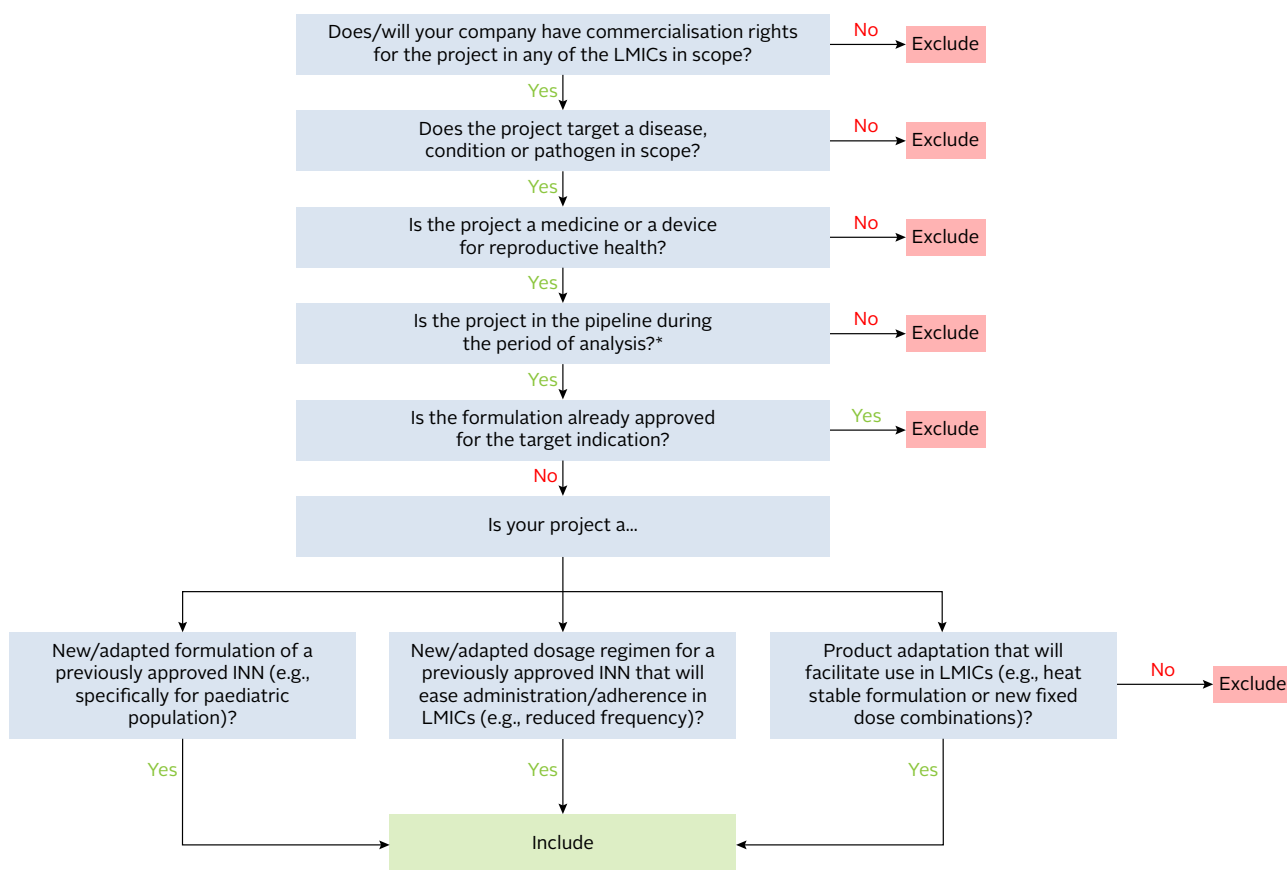 Does/will your company have commercialisation rights
for the project in any of the LMICs in scope?
No
Exclude
Yes
Does the project target a disease,
condition or pathogen in scope?
No
Exclude
Yes
Is the project a medicine or a device
for reproductive health?
No
Exclude
Yes
Is the project in the pipeline during
the period of analysis?*
No
Exclude
Yes
Is the formulation already approved
for the target indication?
Yes
Exclude
No
Is your project a...
New/adapted formulation of a
previously approved INN (e.g.,
specifically for paediatric
population)?
New/adapted dosage regimen for a
previously approved INN that will
ease administration/adherence in
LMICs (e.g., reduced frequency)?
Product adaptation that will
facilitate use in LMICs (e.g., heat
stable formulation or new fixed
dose combinations)?
No
Exclude
Yes
Yes
Yes
Include